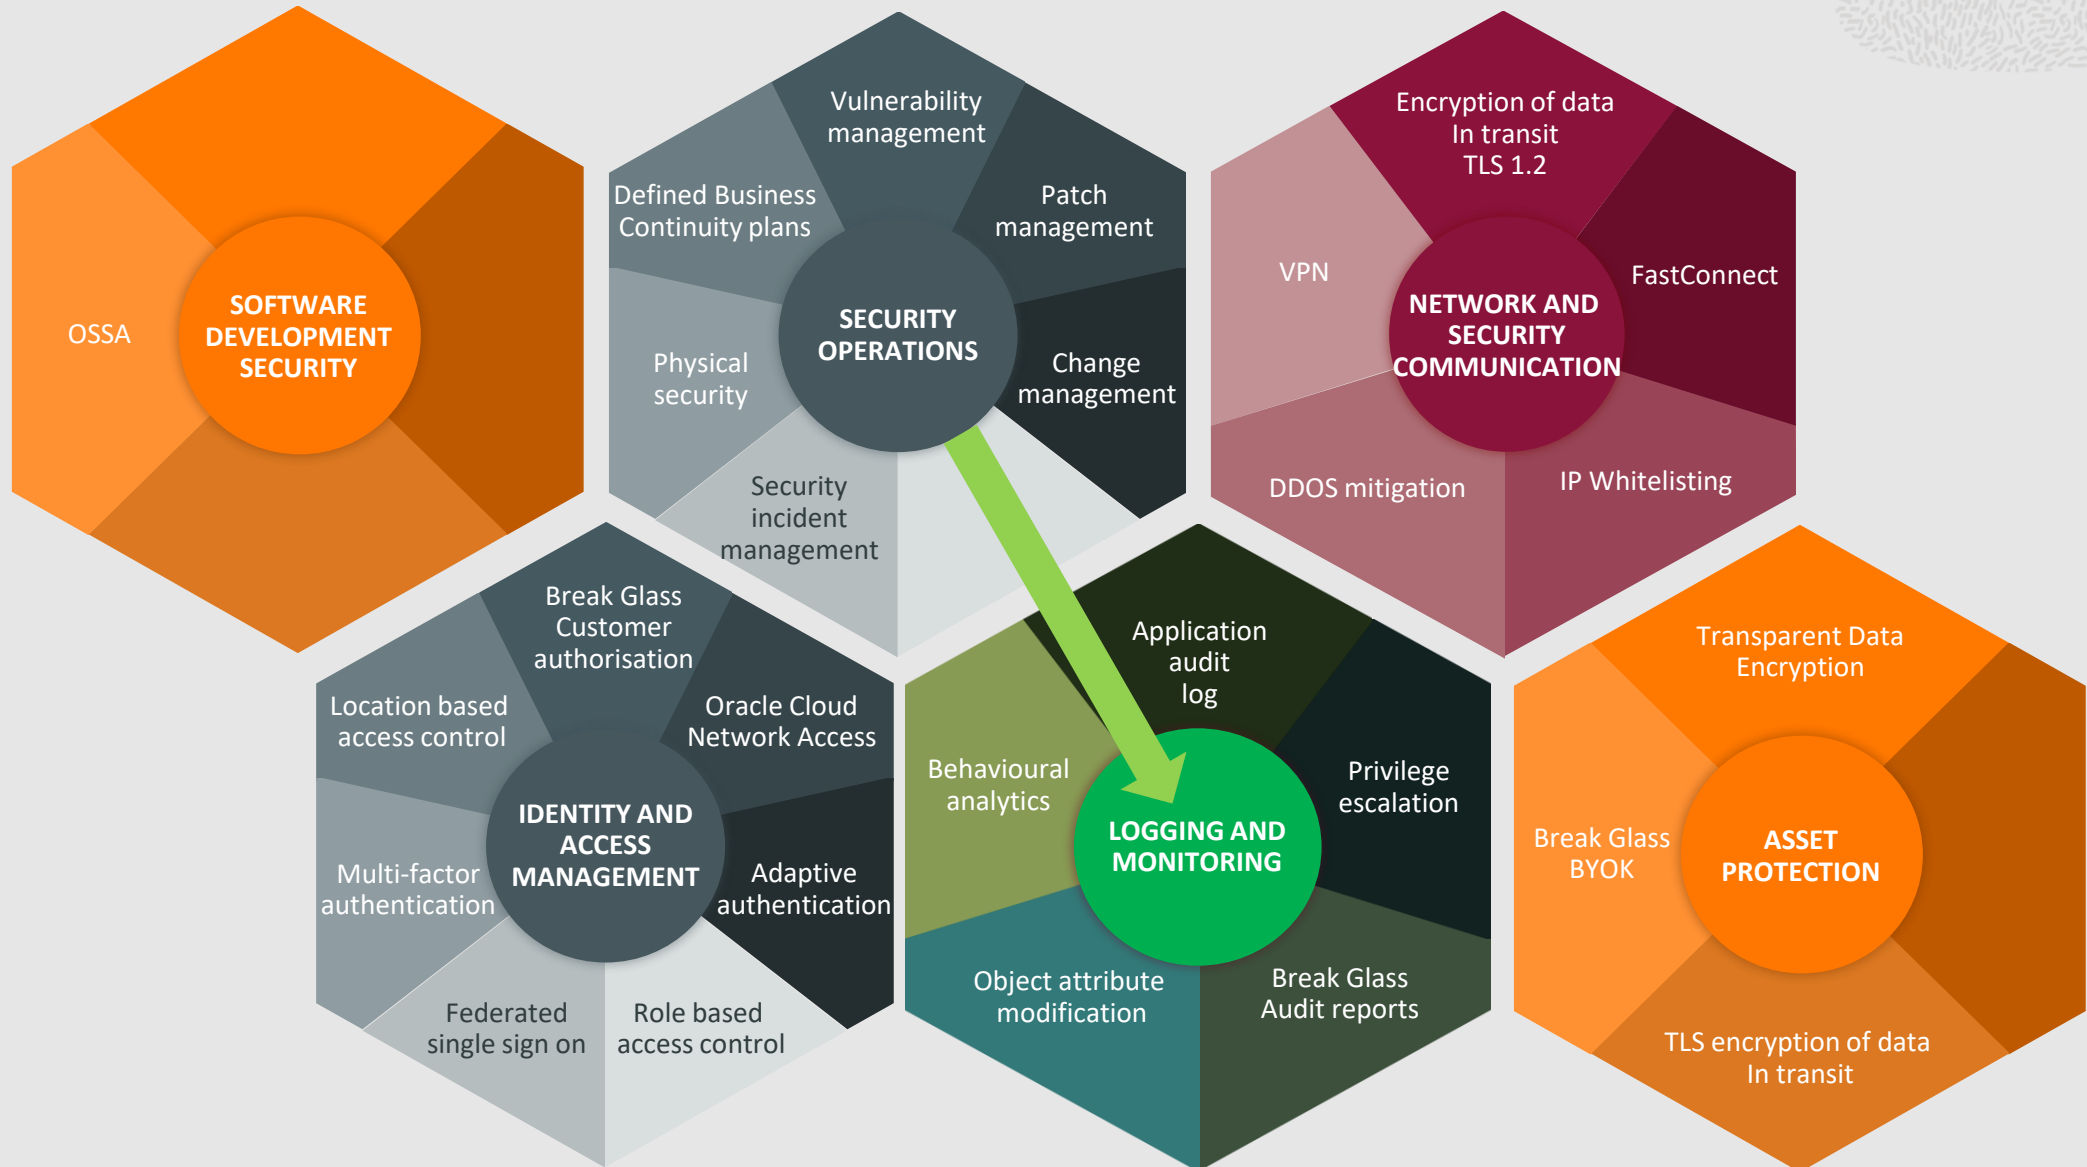 OSSA
SOFTWARE
DEVELOPMENT
SECURITY
Vulnerability
management
Defined Business
Continuity plans
Patch
management
SECURITY
OPERATIONS
Physical
security
Change
management
Security
incident
management
Encryption of data
In transit
TLS 1.2
VPN
FastConnect
NETWORK AND
SECURITY
COMMUNICATION
DDOS mitigation
IP Whitelisting
Break Glass
Customer
authorisation
Location based
access control
Oracle Cloud
Network Access
IDENTITY AND
ACCESS
MANAGEMENT
Multi-factor
authentication
Adaptive
authentication
Federated
single sign on
Role based
access control
Application
audit
log
Behavioural
analytics
Privilege
escalation
LOGGING AND
MONITORING
Object attribute
modification
Break Glass
Audit reports
Transparent Data
Encryption
Break Glass
BYOK
ASSET
PROTECTION
TLS encryption of data
In transit